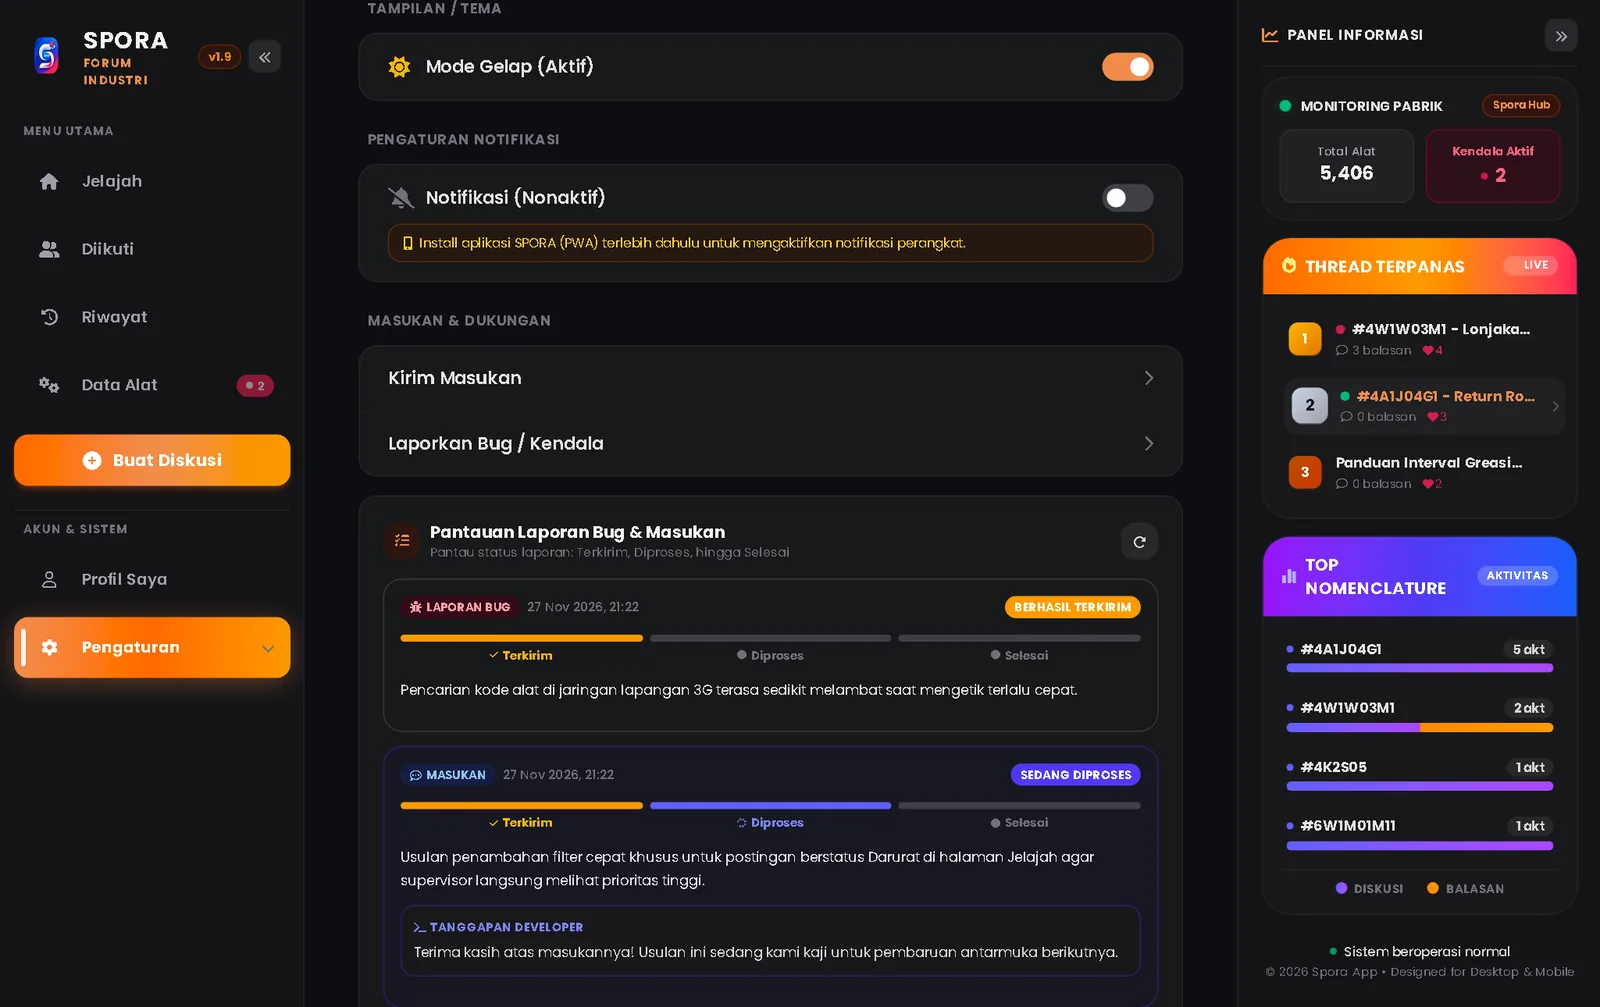 SPORA
FORUM
INDUSTRI
v1.9
MENU UTAMA
Jelajah
Diikuti
Riwayat
Data Alat
2
Buat Diskusi
AKUN & SISTEM
Profil Saya
Pengaturan
TAMPILAN / TEMA
Mode Gelap (Aktif)
PENGATURAN NOTIFIKASI
Notifikasi (Nonaktif)
Install aplikasi SPORA (PWA) terlebih dahulu untuk mengaktifkan notifikasi perangkat.
MASUKAN & DUKUNGAN
Kirim Masukan
Laporkan Bug / Kendala
Pantauan Laporan Bug & Masukan
Pantau status laporan: Terkirim, Diproses, hingga Selesai
LAPORAN BUG 27 Nov 2026, 21:22 BERHASIL TERKIRIM
Terkirim Diproses Selesai
Pencarian kode alat di jaringan lapangan 3G terasa sedikit melambat saat mengetik terlalu cepat.
MASUKAN 27 Nov 2026, 21:22 SEDANG DIPROSES
Terkirim Diproses Selesai
Usulan penambahan filter cepat khusus untuk postingan berstatus Darurat di halaman Jelajah agar
supervisor langsung melihat prioritas tinggi.
TANGGAPAN DEVELOPER
Terima kasih atas masukannya! Usulan ini sedang kami kaji untuk pembaruan antarmuka berikutnya.
PANEL INFORMASI
MONITORING PABRIK Spora Hub
Total Alat
5,406
Kendala Aktif
2
THREAD TERPANAS LIVE
1 #4W1W03M1 - Lonjaka...
3 balasan 4
2 #4A1J04G1 - Return Ro...
0 balasan 3
3 Panduan Interval Greasi...
0 balasan 2
TOP
NOMENCLATURE
AKTIVITAS
#4A1J04G1 5 akt
#4W1W03M1 2 akt
#4K2S05 1 akt
#6W1M01M11 1 akt
DISKUSI BALASAN
Sistem beroperasi normal
© 2026 Spora App • Designed for Desktop & Mobile